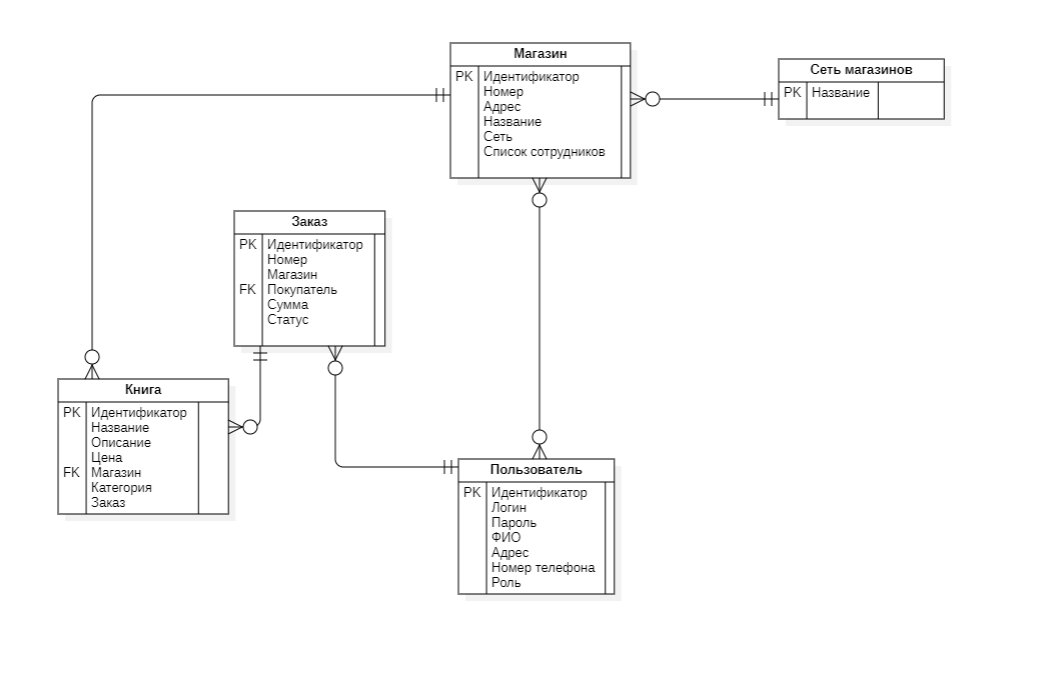 Магазин
PK Идентификатор
Номер
Адрес
Название
Сеть
Список сотрудников
Сеть магазинов
PK Название
Заказ
PK Идентификатор
Номер
Магазин
FK Покупатель
Сумма
Статус
Книга
PK Идентификатор
Название
Описание
Цена
FK Магазин
Категория
Заказ
Пользователь
PK Идентификатор
Логин
Пароль
ФИО
Адрес
Номер телефона
Роль